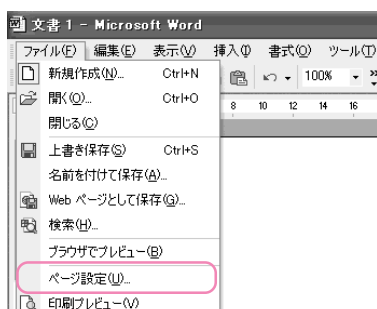 文書 1 - Microsoft Word
ファイル(F) 編集(E) 表示(V) 挿入(I) 書式(O) ツール(T)
新規作成(N)... Ctrl+N
100%
開く(O)... Ctrl+O
8 10 12 14 16
閉じる(C)
上書き保存(S) Ctrl+S
名前を付けて保存(A)...
Web ページとして保存(G)...
検索(H)...
ブラウザでプレビュー(B)
ページ設定(U)...
印刷プレビュー(V)